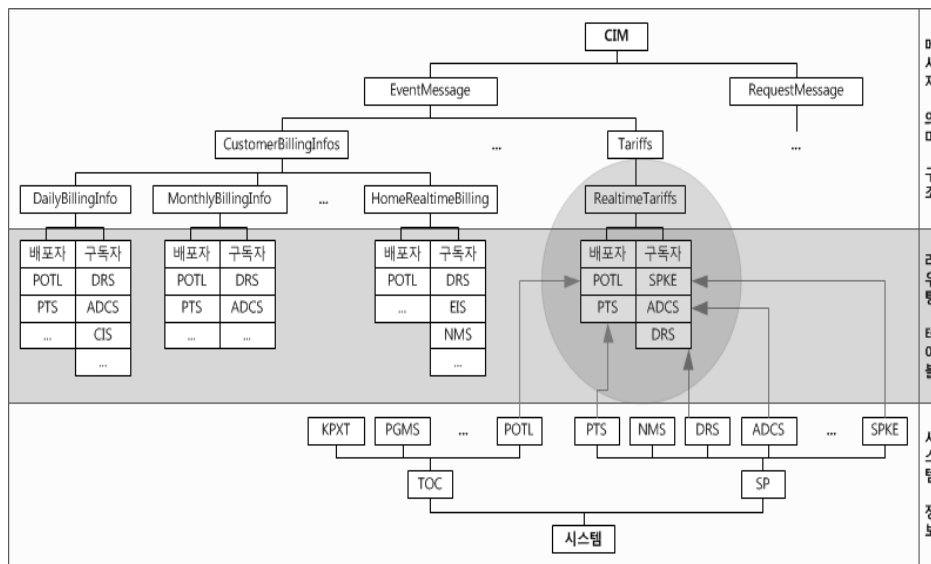 CIM
EventMessage RequestMessage
CustomerBillingInfos ... Tariffs ...
DailyBillingInfo MonthlyBillingInfo ... HomeRealtimeBilling RealtimeTariffs
배포자 구독자 배포자 구독자 배포자 구독자 배포자 구독자
POTL DRS POTL DRS POTL DRS POTL SPKE
PTS ADCS PTS ADCS ... EIS PTS ADCS
... CIS ... ... NMS DRS
... ...
KPXT PGMS ... POTL PTS NMS DRS ADCS ... SPKE
TOC SP
시스템